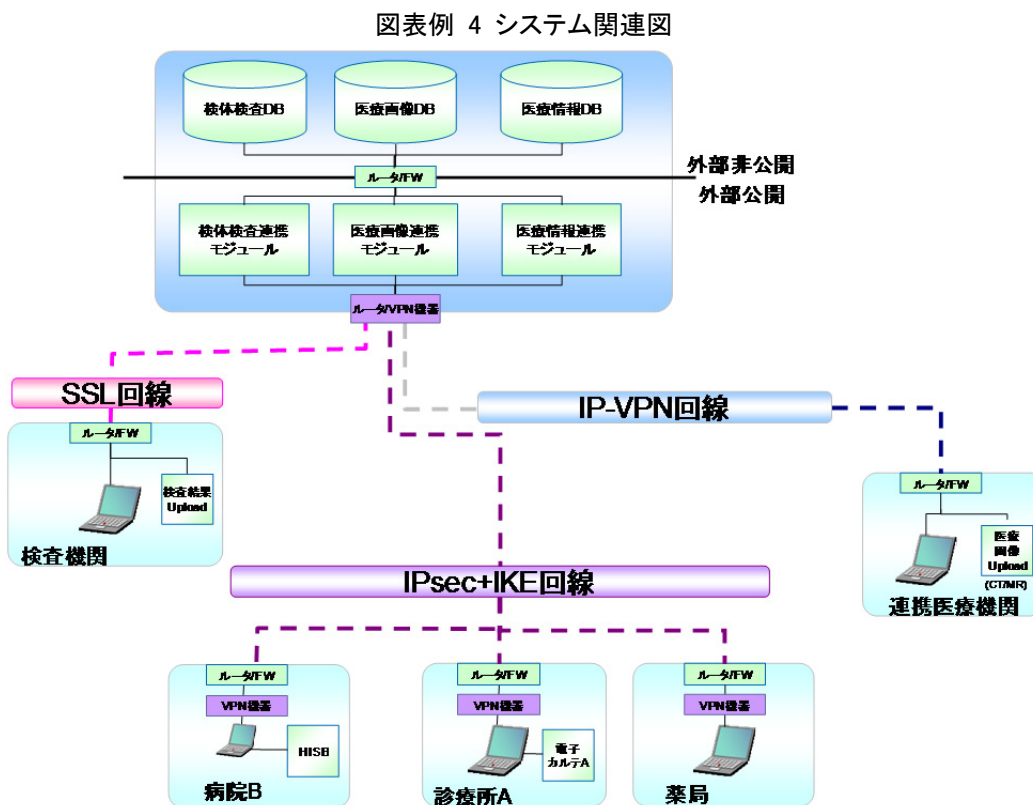 図表例 4 システム関連図
検体検査DB
医療画像DB
医療情報DB
ルータ/FW
外部非公開
外部公開
検体検査連携
モジュール
医療画像連携
モジュール
医療情報連携
モジュール
ルータ/VPN機器
SSL回線
IP-VPN回線
ルータ/FW
検査結果
Upload
検査機関
ルータ/FW
医療
画像
Upload
(CT/MR)
連携医療機関
IPsec+IKE回線
ルータ/FW
VPN機器
HISB
病院B
ルータ/FW
VPN機器
電子
カルテA
診療所A
ルータ/FW
VPN機器
薬局